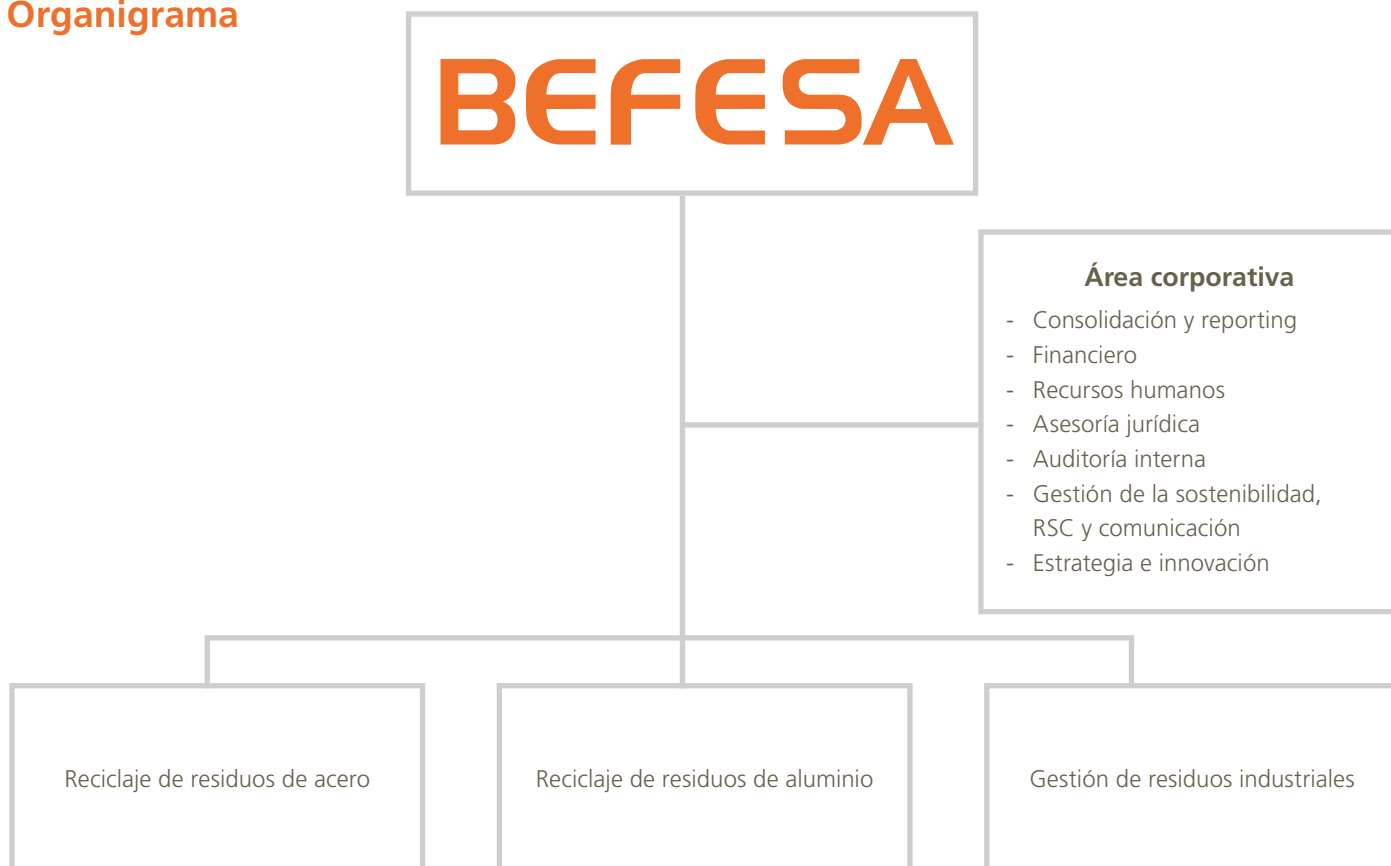 Organigrama
BEFESA
Área corporativa
- Consolidación y reporting
- Financiero
- Recursos humanos
- Asesoría jurídica
- Auditoría interna
- Gestión de la sostenibilidad,
RSC y comunicación
- Estrategia e innovación
Reciclaje de residuos de acero
Reciclaje de residuos de aluminio
Gestión de residuos industriales